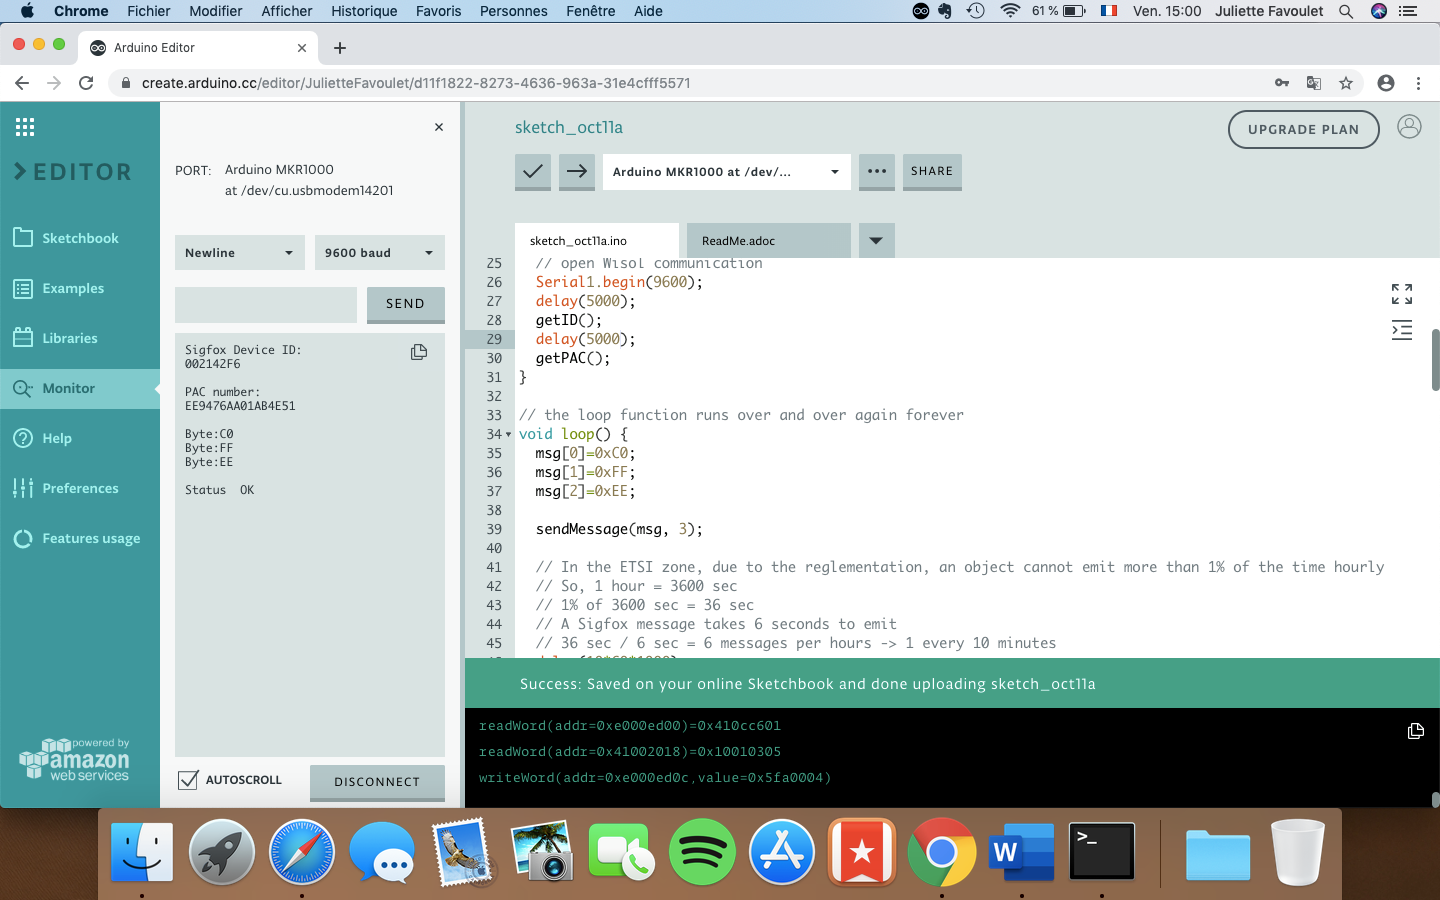 Chrome Fichier Modifier Afficher Historique Favoris Personnes Fenêtre Aide 61 % Ven. 15:00 Juliette Favoulet
Arduino Editor
create.arduino.cc/editor/JulietteFavoulet/d11f1822-8273-4636-963a-31e4cfff5571
EDITOR
Sketchbook
Examples
Libraries
Monitor
Help
Preferences
Features usage
powered by
amazon
web services
PORT: Arduino MKR1000
at /dev/cu.usbmodem14201
Newline 9600 baud
SEND
Sigfox Device ID:
002142F6
PAC number:
EE9476AA01AB4E51
Byte:C0
Byte:FF
Byte:EE
Status OK
AUTOSCROLL DISCONNECT
sketch_oct11a
UPGRADE PLAN
Arduino MKR1000 at /dev/... SHARE
sketch_oct11a.ino ReadMe.adoc
25 // open Wisol communication
26 Serial1.begin(9600);
27 delay(5000);
28 getID();
29 delay(5000);
30 getPAC();
31 }
32
33 // the loop function runs over and over again forever
34 void loop() {
35 msg[0]=0xC0;
36 msg[1]=0xFF;
37 msg[2]=0xEE;
38
39 sendMessage(msg, 3);
40
41 // In the ETSI zone, due to the reglementation, an object cannot emit more than 1% of the time hourly
42 // So, 1 hour = 3600 sec
43 // 1% of 3600 sec = 36 sec
44 // A Sigfox message takes 6 seconds to emit
45 // 36 sec / 6 sec = 6 messages per hours -> 1 every 10 minutes
Success: Saved on your online Sketchbook and done uploading sketch_oct11a
readWord(addr=0xe000ed00)=0x410cc601
readWord(addr=0x41002018)=0x10010305
writeWord(addr=0xe000ed0c,value=0x5fa0004)
W
>_